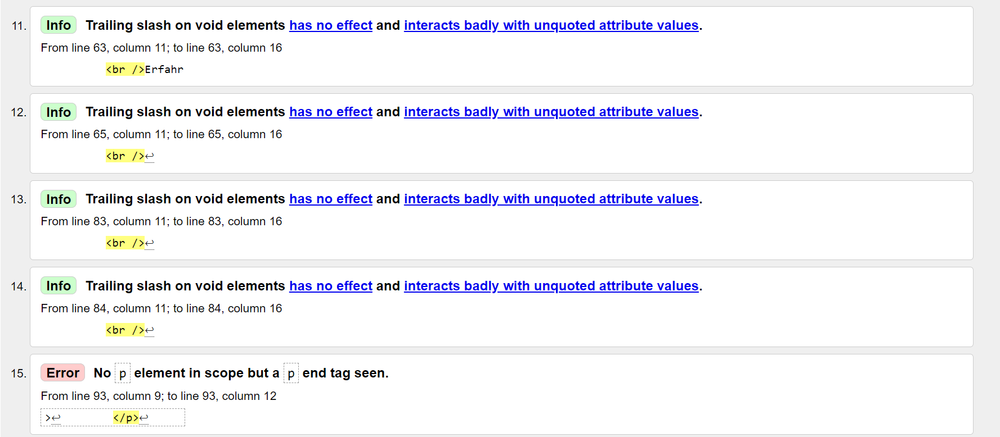 11. Info Trailing slash on void elements has no effect and interacts badly with unquoted attribute values.
From line 63, column 11; to line 63, column 16
<br />Erfahr
12. Info Trailing slash on void elements has no effect and interacts badly with unquoted attribute values.
From line 65, column 11; to line 65, column 16
<br />↩
13. Info Trailing slash on void elements has no effect and interacts badly with unquoted attribute values.
From line 83, column 11; to line 83, column 16
<br />↩
14. Info Trailing slash on void elements has no effect and interacts badly with unquoted attribute values.
From line 84, column 11; to line 84, column 16
<br />↩
15. Error No p element in scope but a p end tag seen.
From line 93, column 9; to line 93, column 12
>↩ </p>↩